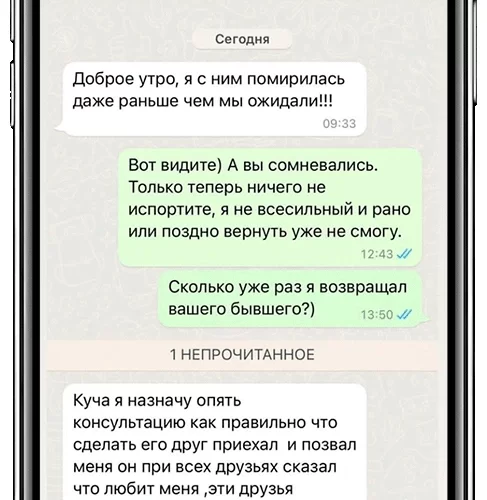 Сегодня
Доброе утро, я с ним помирилась
даже раньше чем мы ожидали!!!
09:33
Вот видите) А вы сомневались.
Только теперь ничего не
испортите, я не всесильный и рано
или поздно вернуть уже не смогу.
12:43
Сколько уже раз я возвращал
вашего бывшего?)
13:50
1 НЕПРОЧИТАННОЕ
Куча я назначу опять
консультацию как правильно что
сделать его друг приехал и позвал
меня он при всех друзьях сказал
что любит меня ,эти друзья